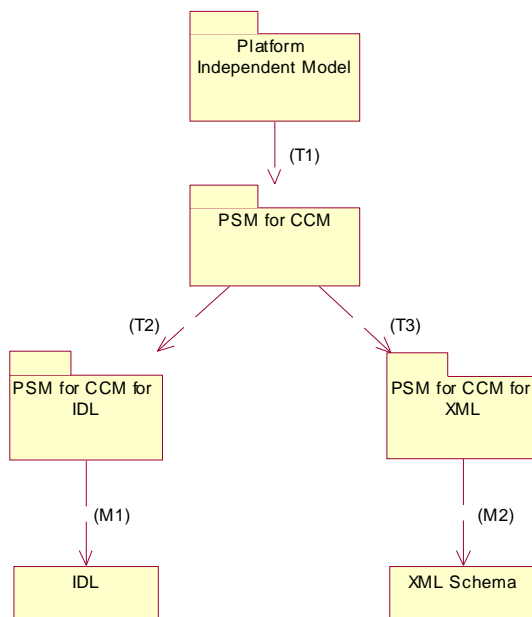 Platform
Independent Model
(T1)
PSM for CCM
(T2)
(T3)
PSM for CCM for
IDL
PSM for CCM for
XML
(M1)
(M2)
IDL
XML Schema